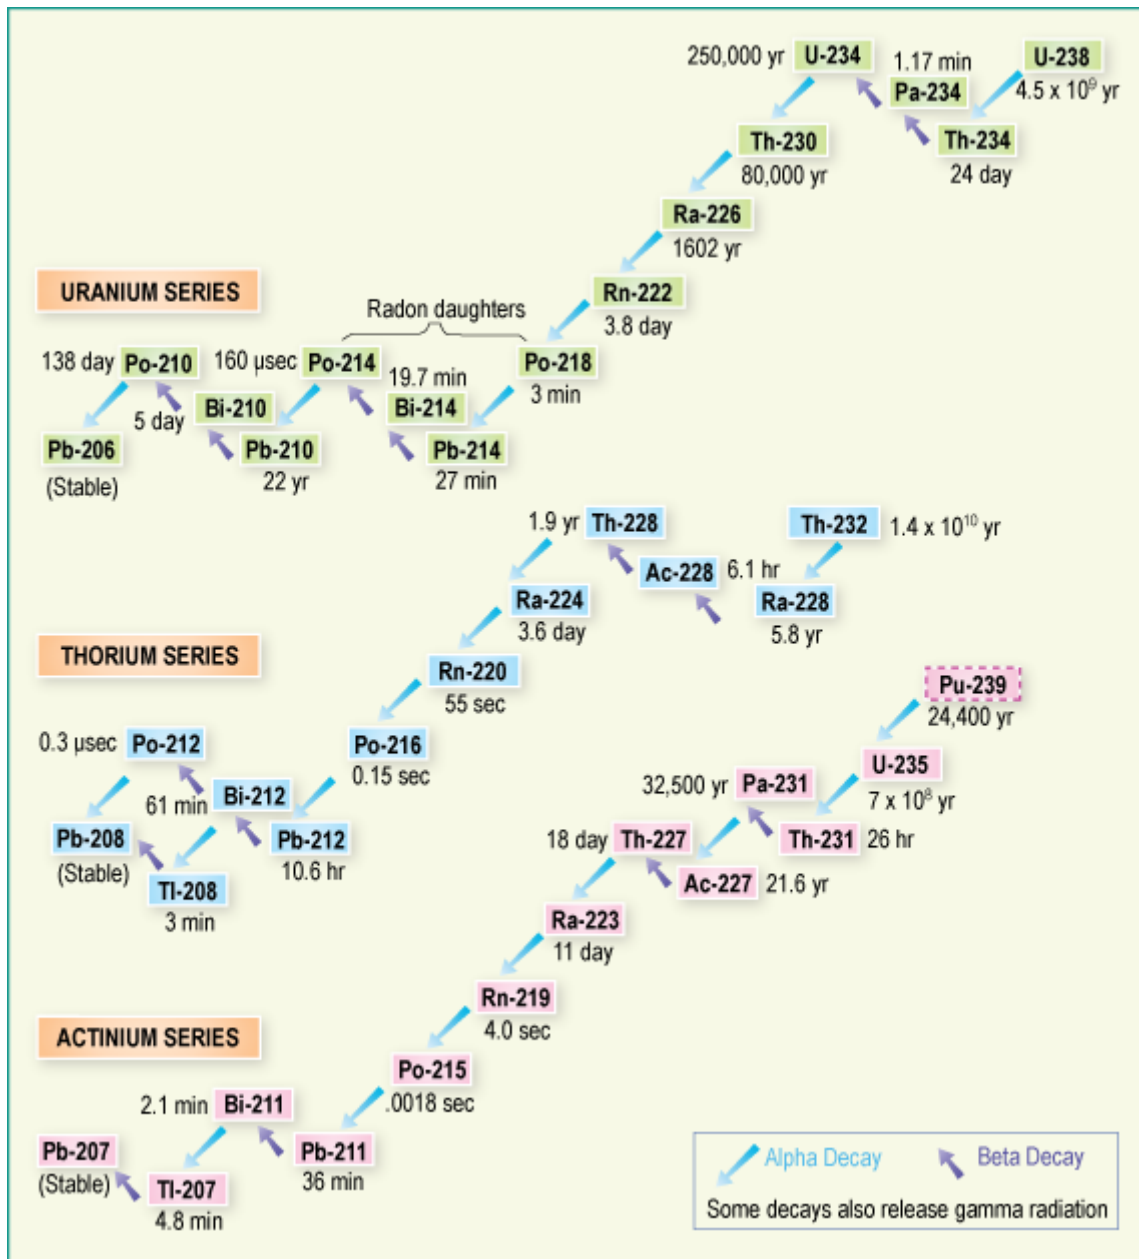 250,000 yr
U-234
1.17 min
U-238
Pa-234
4.5 x 10⁹ yr
Th-230
Th-234
80,000 yr
24 day
Ra-226
1602 yr
URANIUM SERIES
Rn-222
Radon daughters
3.8 day
138 day
Po-210
160 µsec
Po-214
Po-218
19.7 min
3 min
Bi-210
Bi-214
5 day
Pb-206
Pb-210
Pb-214
(Stable)
22 yr
27 min
1.9 yr
Th-228
Th-232
1.4 x 10¹⁰ yr
Ac-228
6.1 hr
Ra-224
Ra-228
3.6 day
5.8 yr
THORIUM SERIES
Rn-220
55 sec
Pu-239
24,400 yr
0.3 µsec
Po-212
Po-216
0.15 sec
U-235
32,500 yr
Pa-231
7 x 10⁸ yr
61 min
Bi-212
Pb-208
Pb-212
18 day
Th-227
Th-231
26 hr
(Stable)
10.6 hr
Tl-208
Ac-227
21.6 yr
3 min
Ra-223
11 day
Rn-219
4.0 sec
ACTINIUM SERIES
Po-215
.0018 sec
2.1 min
Bi-211
Pb-207
Pb-211
(Stable)
36 min
Tl-207
4.8 min
Alpha Decay
Beta Decay
Some decays also release gamma radiation